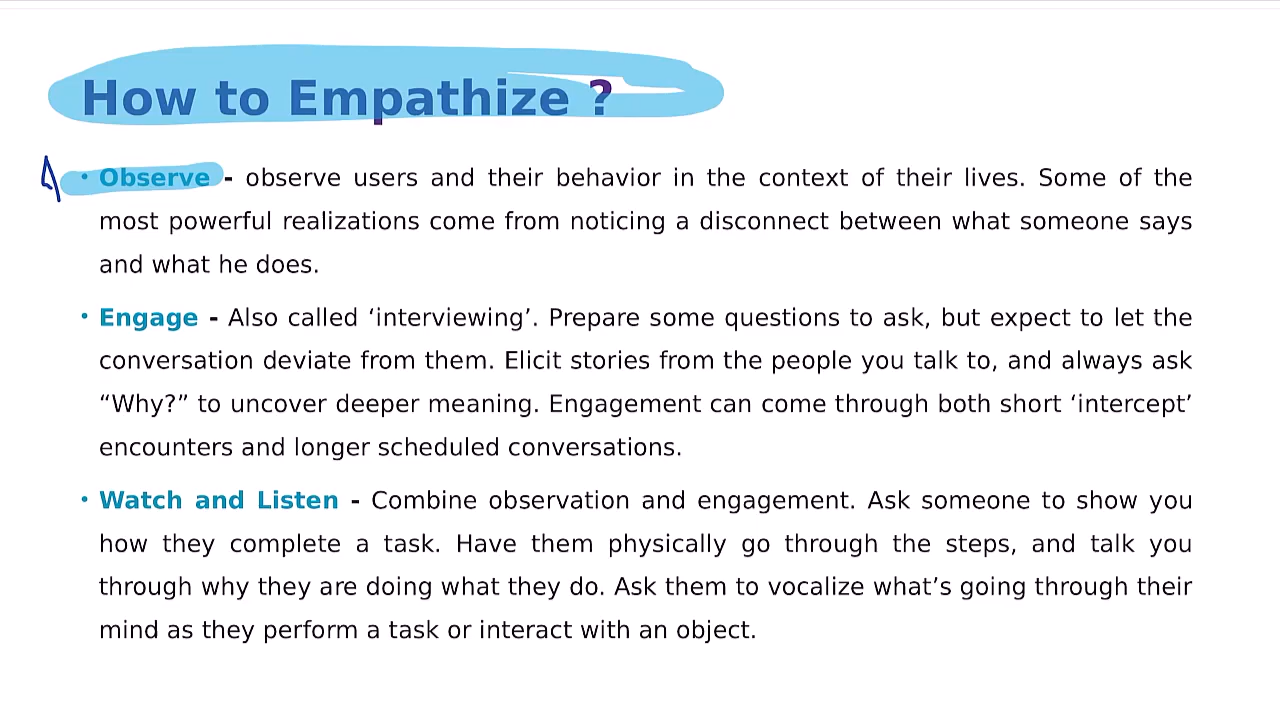 How to Empathize ?
• Observe - observe users and their behavior in the context of their lives. Some of the
most powerful realizations come from noticing a disconnect between what someone says
and what he does.
• Engage - Also called ‘interviewing’. Prepare some questions to ask, but expect to let the
conversation deviate from them. Elicit stories from the people you talk to, and always ask
“Why?” to uncover deeper meaning. Engagement can come through both short ‘intercept’
encounters and longer scheduled conversations.
• Watch and Listen - Combine observation and engagement. Ask someone to show you
how they complete a task. Have them physically go through the steps, and talk you
through why they are doing what they do. Ask them to vocalize what’s going through their
mind as they perform a task or interact with an object.